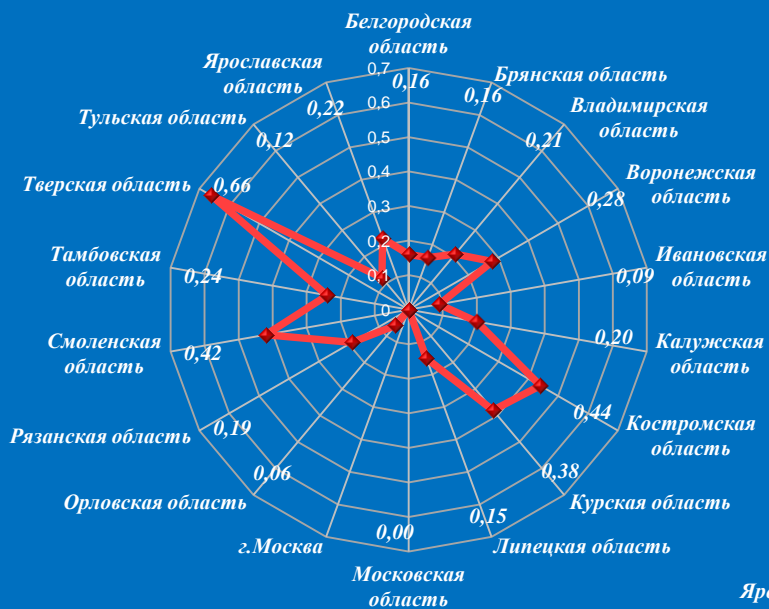 Белгородская
область
0,16
Брянская область
0,16
Владимирская
область
0,21
Воронежская
область
0,28
Ивановская
область
0,09
Калужская
область
0,20
Костромская
область
0,44
Курская область
0,38
Липецкая область
0,15
Московская
область
0,00
г.Москва
Орловская область
0,06
Рязанская область
0,19
Смоленская
область
0,42
Тамбовская
область
0,24
Тверская область
0,66
Тульская область
0,12
Ярославская
область
0,22
0,7
0,6
0,5
0,4
0,3
0,2
0,1
0